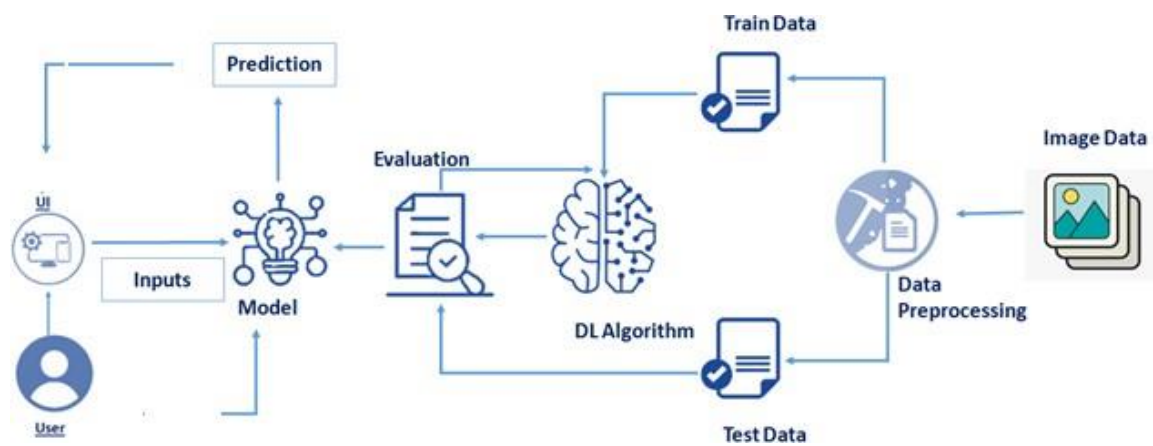 Train Data
Prediction
Image Data
Evaluation
UI
Inputs
Model
Data
Preprocessing
DL Algorithm
User
Test Data